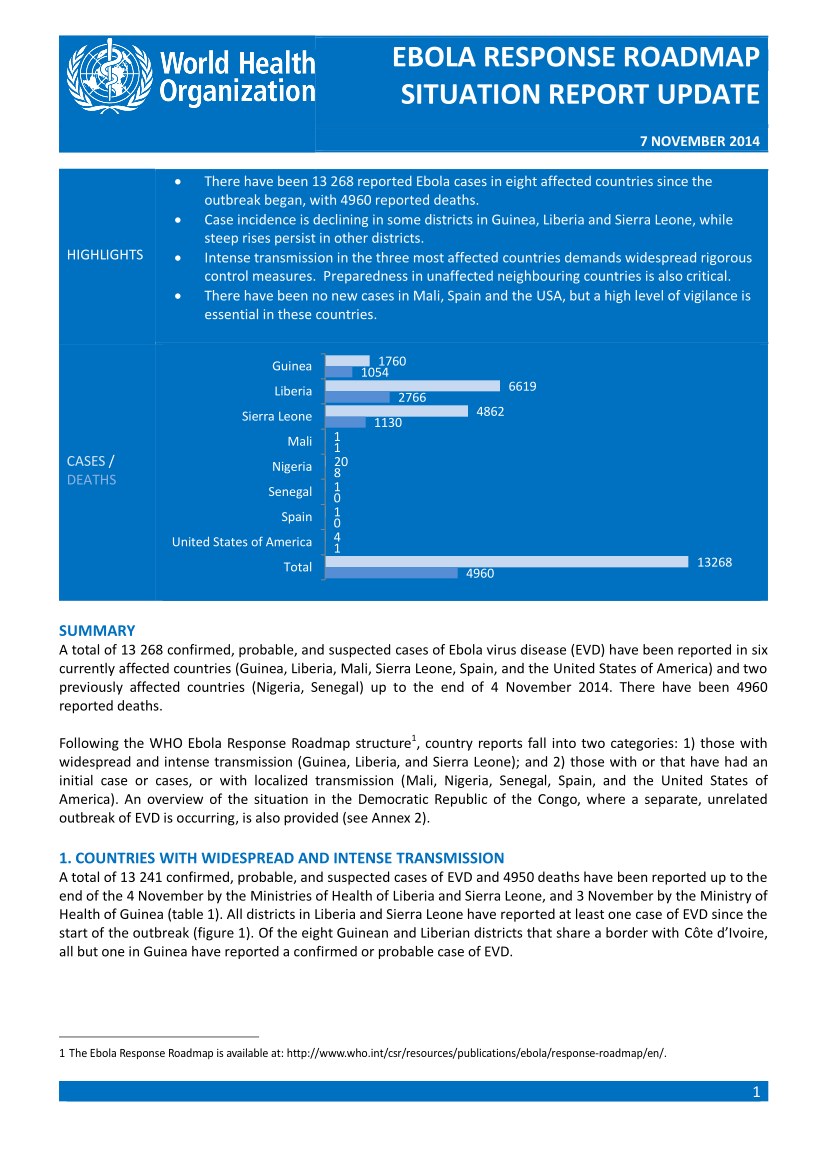 World Health
Organization
EBOLA RESPONSE ROADMAP
SITUATION REPORT UPDATE
7 NOVEMBER 2014
HIGHLIGHTS
• There have been 13 268 reported Ebola cases in eight affected countries since the
outbreak began, with 4960 reported deaths.
• Case incidence is declining in some districts in Guinea, Liberia and Sierra Leone, while
steep rises persist in other districts.
• Intense transmission in the three most affected countries demands widespread rigorous
control measures. Preparedness in unaffected neighbouring countries is also critical.
• There have been no new cases in Mali, Spain and the USA, but a high level of vigilance is
essential in these countries.
CASES /
DEATHS
Guinea
1760
1054
Liberia
6619
2766
Sierra Leone
4862
1130
Mali
1
1
Nigeria
20
8
Senegal
1
0
Spain
1
0
United States of America
4
1
Total
13268
4960
SUMMARY
A total of 13 268 confirmed, probable, and suspected cases of Ebola virus disease (EVD) have been reported in six
currently affected countries (Guinea, Liberia, Mali, Sierra Leone, Spain, and the United States of America) and two
previously affected countries (Nigeria, Senegal) up to the end of 4 November 2014. There have been 4960
reported deaths.
Following the WHO Ebola Response Roadmap structure1, country reports fall into two categories: 1) those with
widespread and intense transmission (Guinea, Liberia, and Sierra Leone); and 2) those with or that have had an
initial case or cases, or with localized transmission (Mali, Nigeria, Senegal, Spain, and the United States of
America). An overview of the situation in the Democratic Republic of the Congo, where a separate, unrelated
outbreak of EVD is occurring, is also provided (see Annex 2).
1. COUNTRIES WITH WIDESPREAD AND INTENSE TRANSMISSION
A total of 13 241 confirmed, probable, and suspected cases of EVD and 4950 deaths have been reported up to the
end of the 4 November by the Ministries of Health of Liberia and Sierra Leone, and 3 November by the Ministry of
Health of Guinea (table 1). All districts in Liberia and Sierra Leone have reported at least one case of EVD since the
start of the outbreak (figure 1). Of the eight Guinean and Liberian districts that share a border with Côte d’Ivoire,
all but one in Guinea have reported a confirmed or probable case of EVD.
1 The Ebola Response Roadmap is available at: http://www.who.int/csr/resources/publications/ebola/response-roadmap/en/.
1